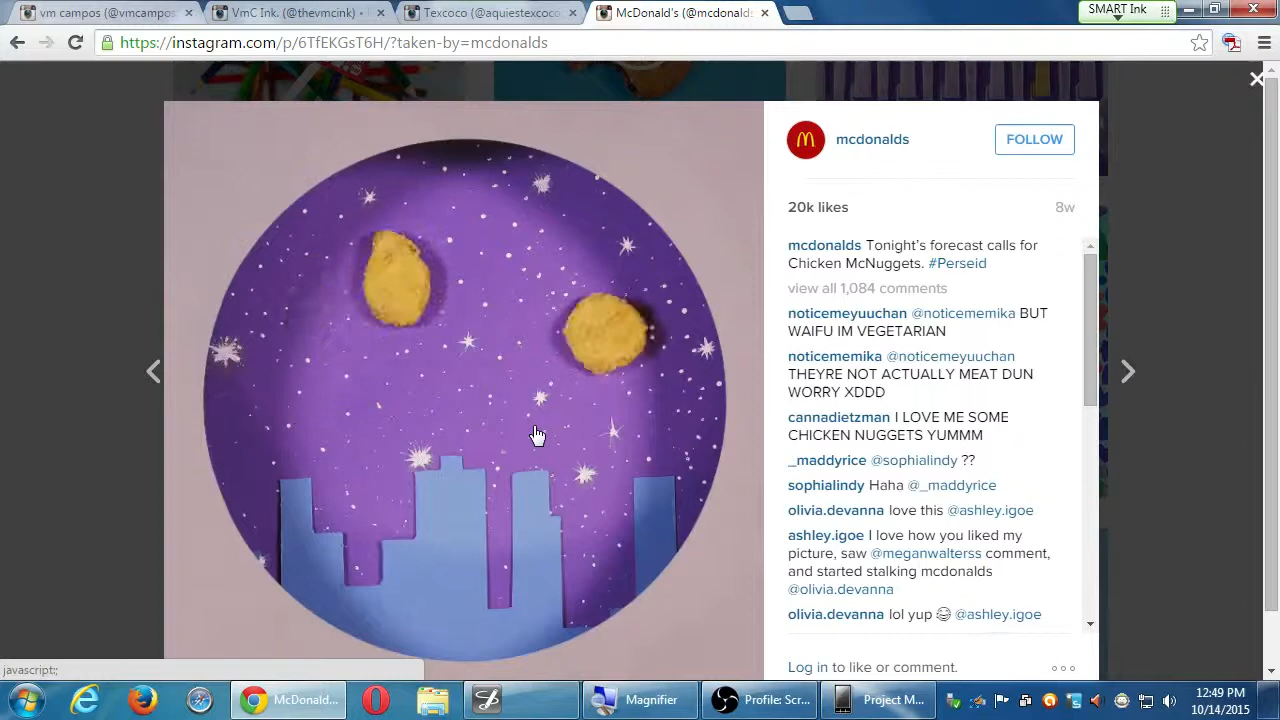 vm campos (@vmcampos
VmC Ink. (@thevmcink) •
Texcoco (@aquiestexcoco
McDonald's (@mcdonalds
SMART Ink
https://instagram.com/p/6TfEKGsT6H/?taken-by=mcdonalds
mcdonalds
FOLLOW
20k likes
8w
mcdonalds Tonight's forecast calls for
Chicken McNuggets. #Perseid
view all 1,084 comments
noticemeyuuchan @noticememika BUT
WAIFU IM VEGETARIAN
noticememika @noticemeyuuchan
THEYRE NOT ACTUALLY MEAT DUN
WORRY XDDD
cannadietzman I LOVE ME SOME
CHICKEN NUGGETS YUMMM
_maddyrice @sophialindy ??
sophialindy Haha @_maddyrice
olivia.devanna love this @ashley.igoe
ashley.igoe I love how you liked my
picture, saw @meganwalterss comment,
and started stalking mcdonalds
@olivia.devanna
olivia.devanna lol yup 😂 @ashley.igoe
Log in to like or comment.
javascript:;
McDonald...
Magnifier
Profile: Scr...
Project M...
12:49 PM
10/14/2015